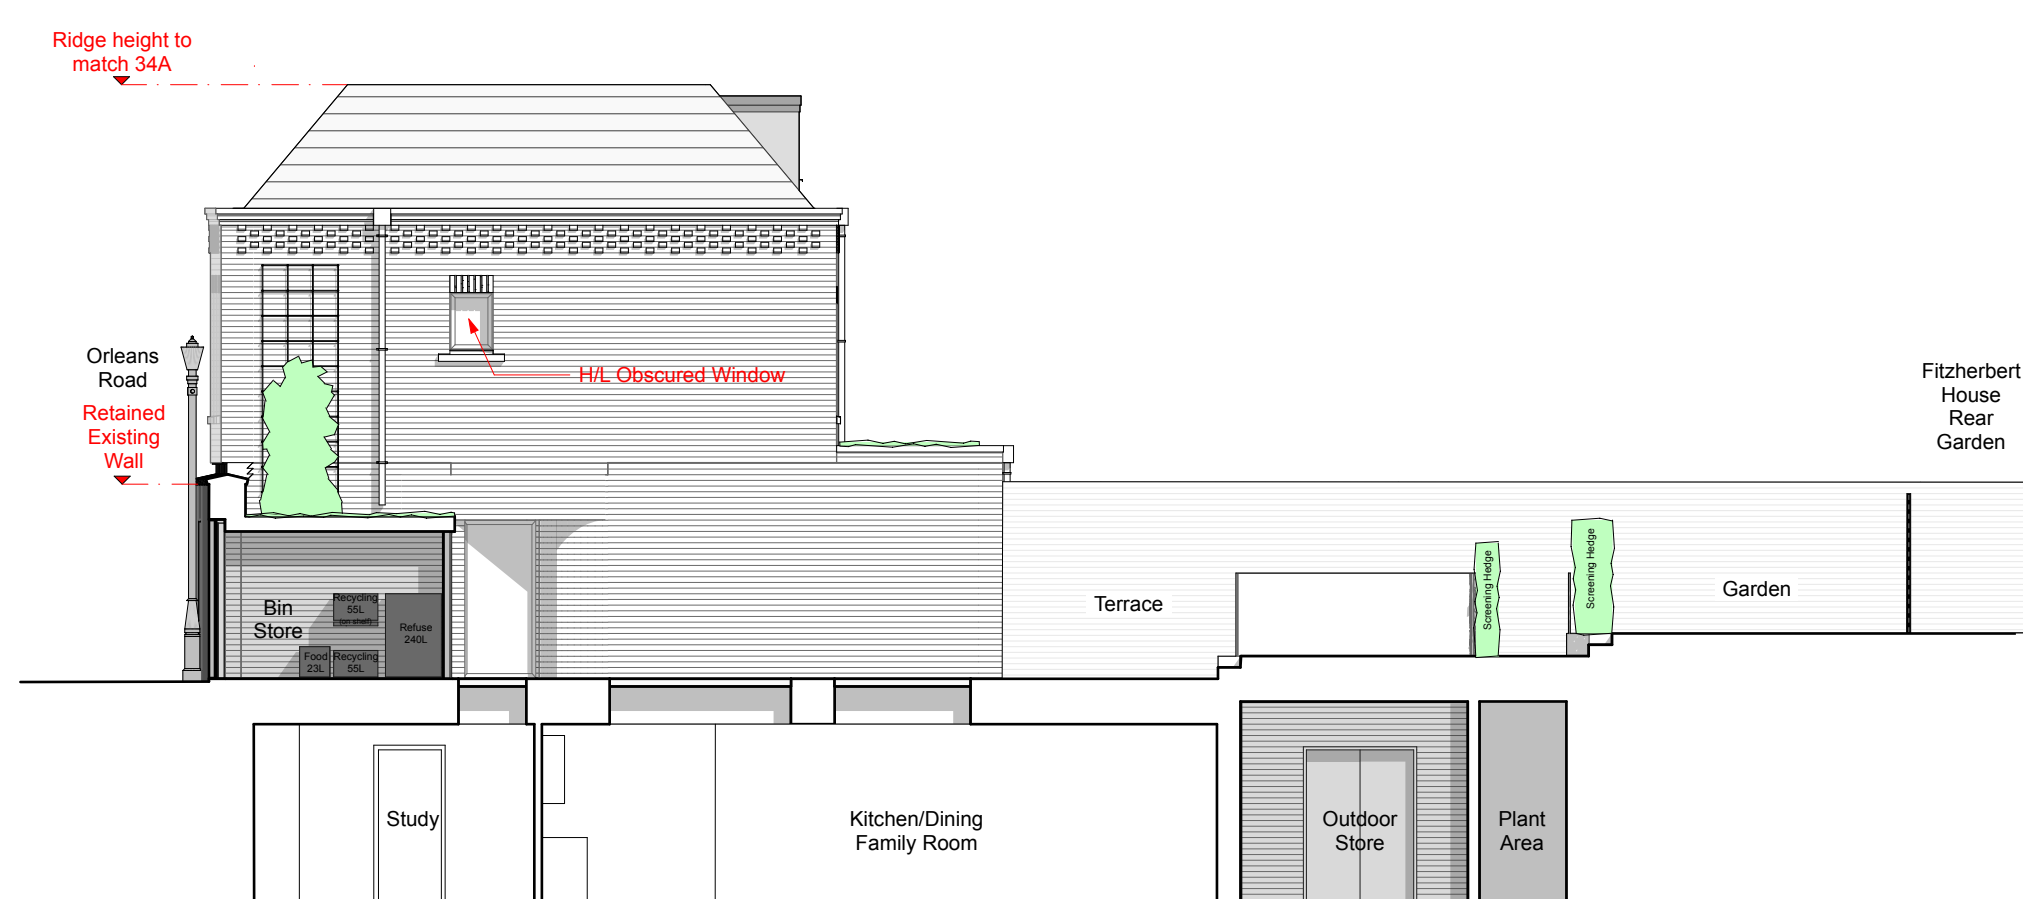 Ridge height to
match 34A
H/L Obscured Window
Orleans
Road
Retained
Existing
Wall
Fitzherbert
House
Rear
Garden
Bin
Store
Recycling
55L
(on shelf)
Refuse
240L
Food
23L
Recycling
55L
Terrace
Screening Hedge
Screening Hedge
Garden
Study
Kitchen/Dining
Family Room
Outdoor
Store
Plant
Area